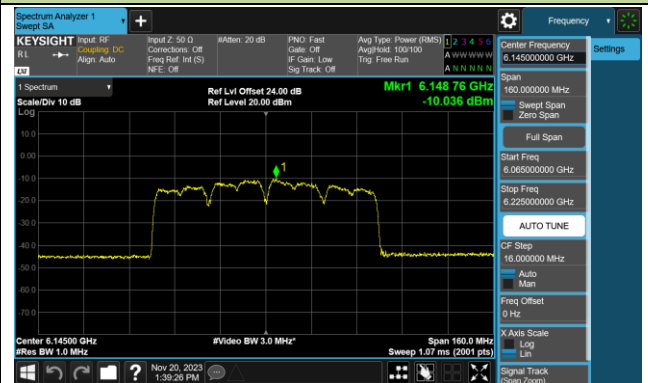 Spectrum Analyzer 1
Swept SA
Frequency
KEYSIGHT
RL
Input: RF
Coupling: DC
Align: Auto
Input Z: 50 Ω
Corrections: Off
Freq Ref: Int (S)
NFE: Off
#Atten: 20 dB
PNO: Fast
Gate: Off
IF Gain: Low
Sig Track: Off
Avg Type: Power (RMS)
Avg|Hold: 100/100
Trig: Free Run
1 2 3 4 5 6
A W W W W W
A N N N N N
1 Spectrum
Scale/Div 10 dB
Ref Lvl Offset 24.00 dB
Ref Level 20.00 dBm
Mkr1 6.148 76 GHz
-10.036 dBm
Log
10.0
0.00
-10.0
-20.0
-30.0
-40.0
-50.0
-60.0
-70.0
1
Center 6.14500 GHz
#Res BW 1.0 MHz
#Video BW 3.0 MHz*
Span 160.0 MHz
Sweep 1.07 ms (2001 pts)
Center Frequency
6.145000000 GHz
Settings
Span
160.000000 MHz
Swept Span
Zero Span
Full Span
Start Freq
6.065000000 GHz
Stop Freq
6.225000000 GHz
AUTO TUNE
CF Step
16.000000 MHz
Auto
Man
Freq Offset
0 Hz
X Axis Scale
Log
Lin
Signal Track
(Span Zoom)
Nov 20, 2023
1:39:26 PM